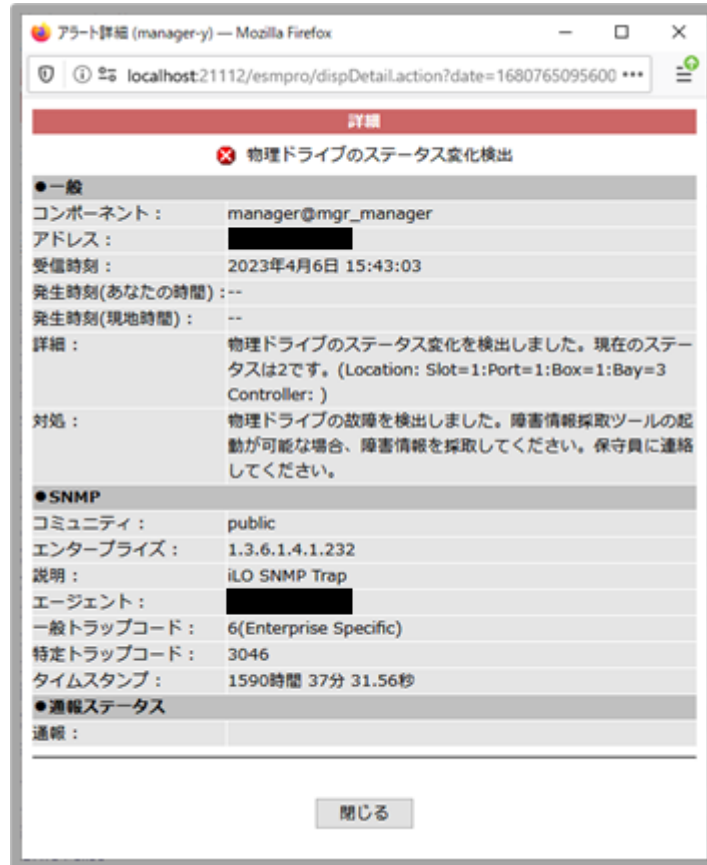 アラート詳細 (manager-y) — Mozilla Firefox
localhost:21112/esmpro/dispDetail.action?date=1680765095600 •••
詳細
物理ドライブのステータス変化検出
●一般
コンポーネント： manager@mgr_manager
アドレス：
受信時刻： 2023年4月6日 15:43:03
発生時刻(あなたの時間)：--
発生時刻(現地時間)： --
詳細： 物理ドライブのステータス変化を検出しました。現在のステー
タスは2です。(Location: Slot=1:Port=1:Box=1:Bay=3
Controller: )
対処： 物理ドライブの故障を検出しました。障害情報採取ツールの起
動が可能な場合、障害情報を採取してください。保守員に連絡
してください。
●SNMP
コミュニティ： public
エンタープライズ： 1.3.6.1.4.1.232
説明： iLO SNMP Trap
エージェント：
一般トラップコード： 6(Enterprise Specific)
特定トラップコード： 3046
タイムスタンプ： 1590時間 37分 31.56秒
●通報ステータス
通報：
閉じる